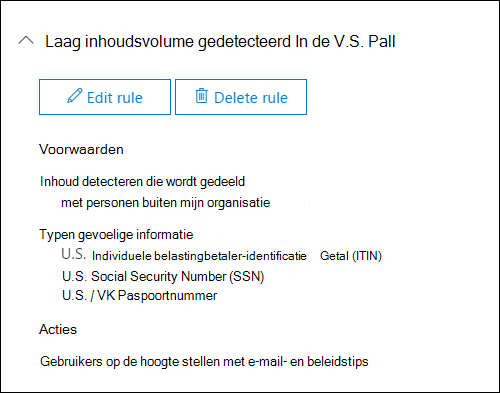 Laag inhoudsvolume gedetecteerd In de V.S. Pall
Edit rule
Delete rule
Voorwaarden
Inhoud detecteren die wordt gedeeld
met personen buiten mijn organisatie
Typen gevoelige informatie
U.S. Individuele belastingbetaler-identificatie Getal (ITIN)
U.S. Social Security Number (SSN)
U.S. / VK Paspoortnummer
Acties
Gebruikers op de hoogte stellen met e-mail- en beleidstips